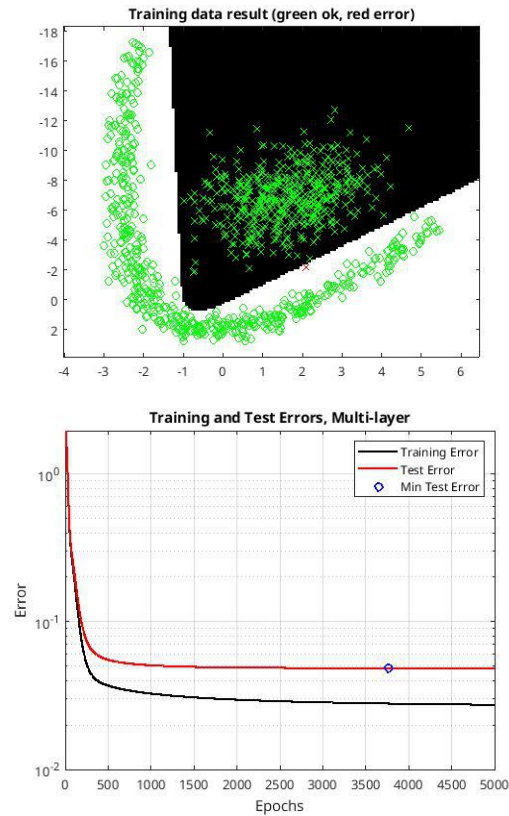 Training data result (green ok, red error)
-18
-16
-14
-12
-10
-8
-6
-4
-2
0
2
-4 -3 -2 -1 0 1 2 3 4 5 6
Training and Test Errors, Multi-layer
Training Error
Test Error
Min Test Error
10^0
10^-1
10^-2
Error
0 500 1000 1500 2000 2500 3000 3500 4000 4500 5000
Epochs